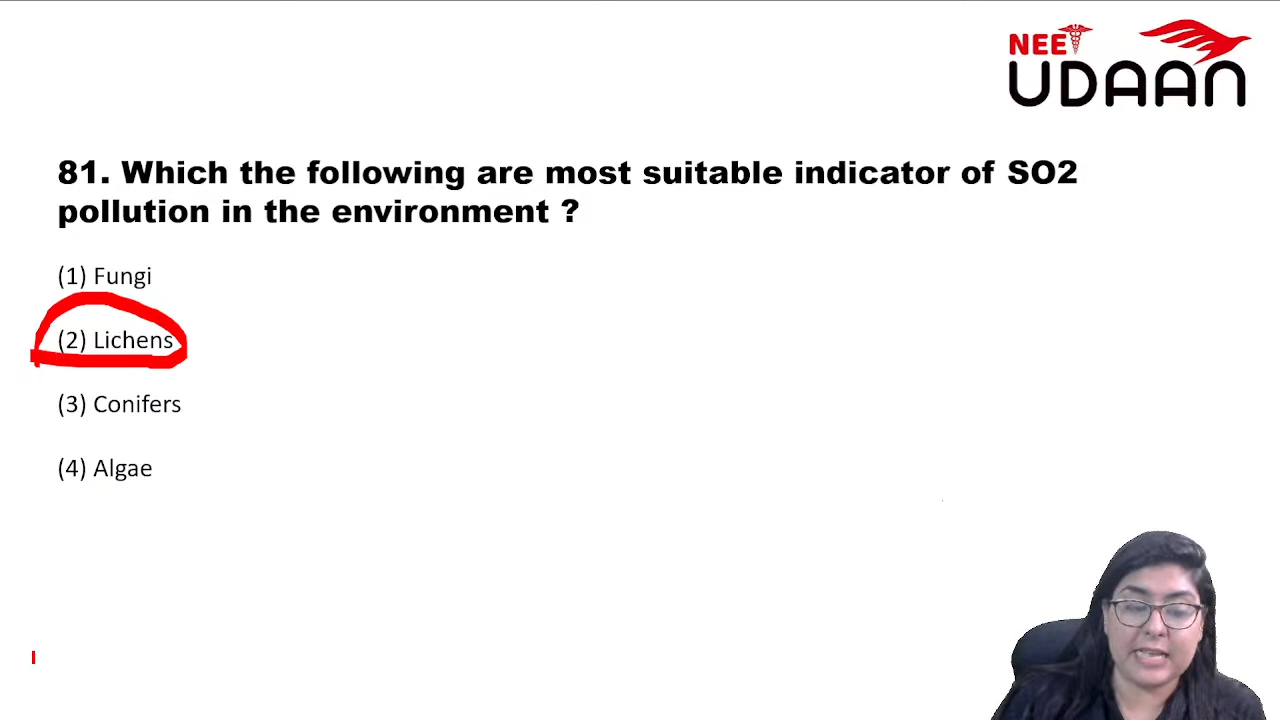 NEET
UDAAN
81. Which the following are most suitable indicator of SO2
pollution in the environment ?
(1) Fungi
(2) Lichens
(3) Conifers
(4) Algae